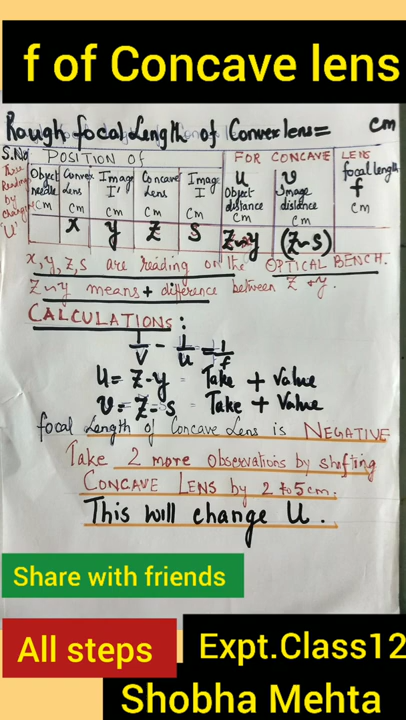 f of Concave lens
Rough focal Length of Convex lens= cm
S.No POSITION of FOR CONCAVE LENS
Three Reading by changing 'U'
Object needle cm
Convex Lens cm
Image I' cm
Concave Lens cm
Image I cm
u Object distance cm
v Image distance cm
focal length f cm
x y z s z~y (z~s)
x,y,z,s are reading on the OPTICAL BENCH.
z~y means + difference between z & y.
CALCULATIONS:
1/v - 1/u = 1/f
u= z-y = Take + value
v= z-s = Take + value
focal Length of Concave Lens is NEGATIVE
Take 2 more observations by shifting
CONCAVE LENS by 2 to 5 cm.
This will change u.
Share with friends
All steps
Expt.Class12
Shobha Mehta